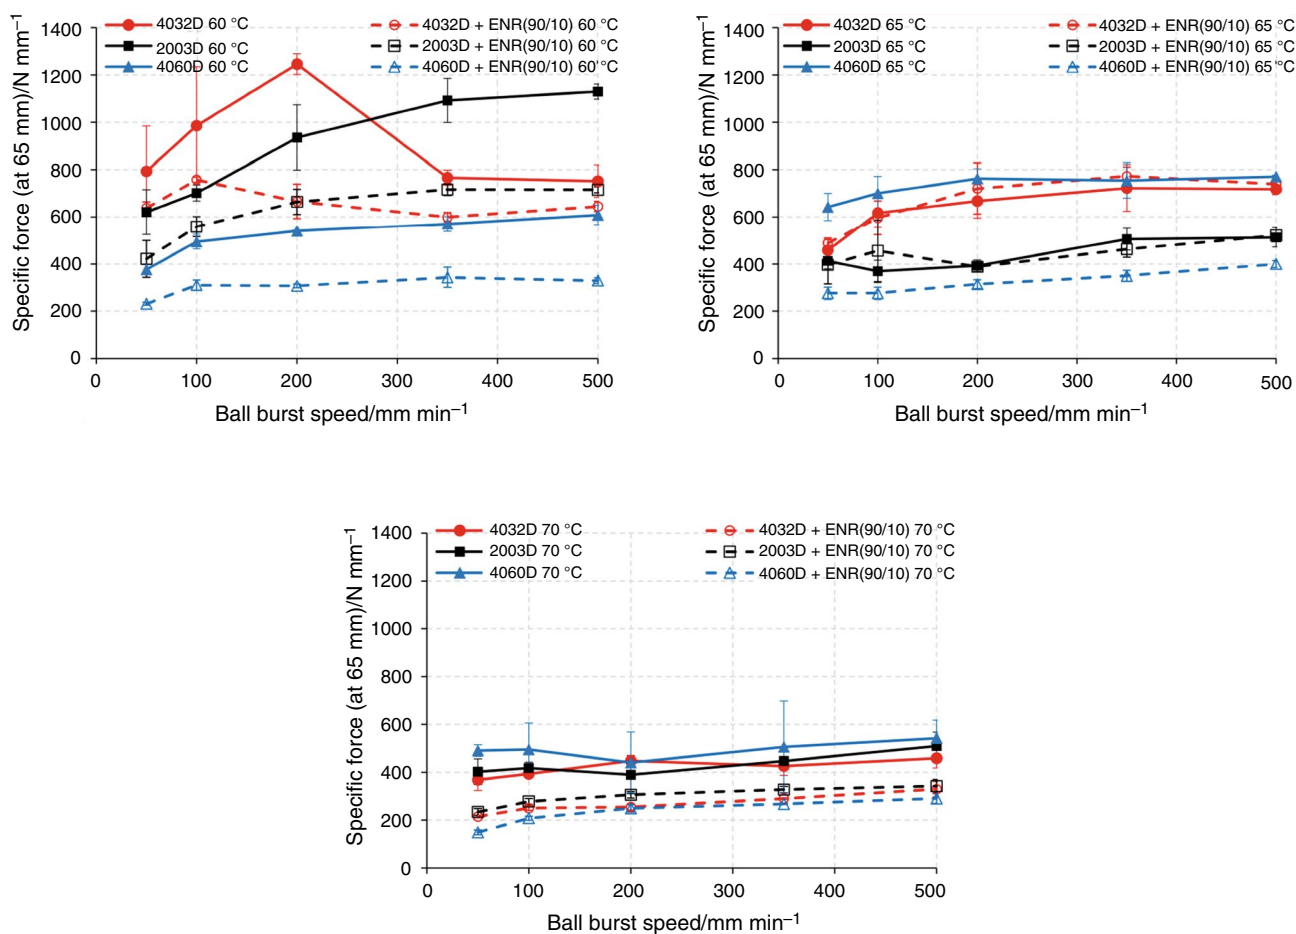 4032D 60 °C
2003D 60 °C
4060D 60 °C
4032D + ENR(90/10) 60 °C
2003D + ENR(90/10) 60 °C
4060D + ENR(90/10) 60 °C
1400
1200
1000
800
600
400
200
0
Specific force (at 65 mm)/N mm⁻¹
0 100 200 300 400 500
Ball burst speed/mm min⁻¹
4032D 65 °C
2003D 65 °C
4060D 65 °C
4032D + ENR(90/10) 65 °C
2003D + ENR(90/10) 65 °C
4060D + ENR(90/10) 65 °C
1400
1200
1000
800
600
400
200
0
Specific force (at 65 mm)/N mm⁻¹
0 100 200 300 400 500
Ball burst speed/mm min⁻¹
4032D 70 °C
2003D 70 °C
4060D 70 °C
4032D + ENR(90/10) 70 °C
2003D + ENR(90/10) 70 °C
4060D + ENR(90/10) 70 °C
1400
1200
1000
800
600
400
200
0
Specific force (at 65 mm)/N mm⁻¹
0 100 200 300 400 500
Ball burst speed/mm min⁻¹